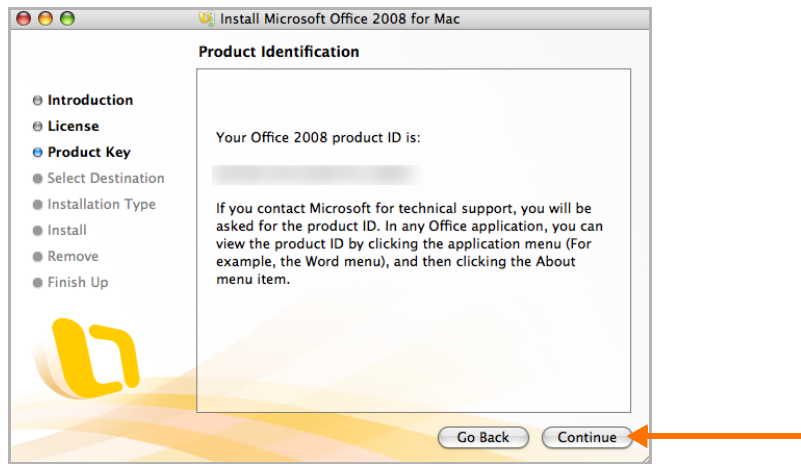 Install Microsoft Office 2008 for Mac
Product Identification
Introduction
License
Product Key
Select Destination
Installation Type
Install
Remove
Finish Up
Your Office 2008 product ID is:
If you contact Microsoft for technical support, you will be
asked for the product ID. In any Office application, you can
view the product ID by clicking the application menu (For
example, the Word menu), and then clicking the About
menu item.
Go Back
Continue